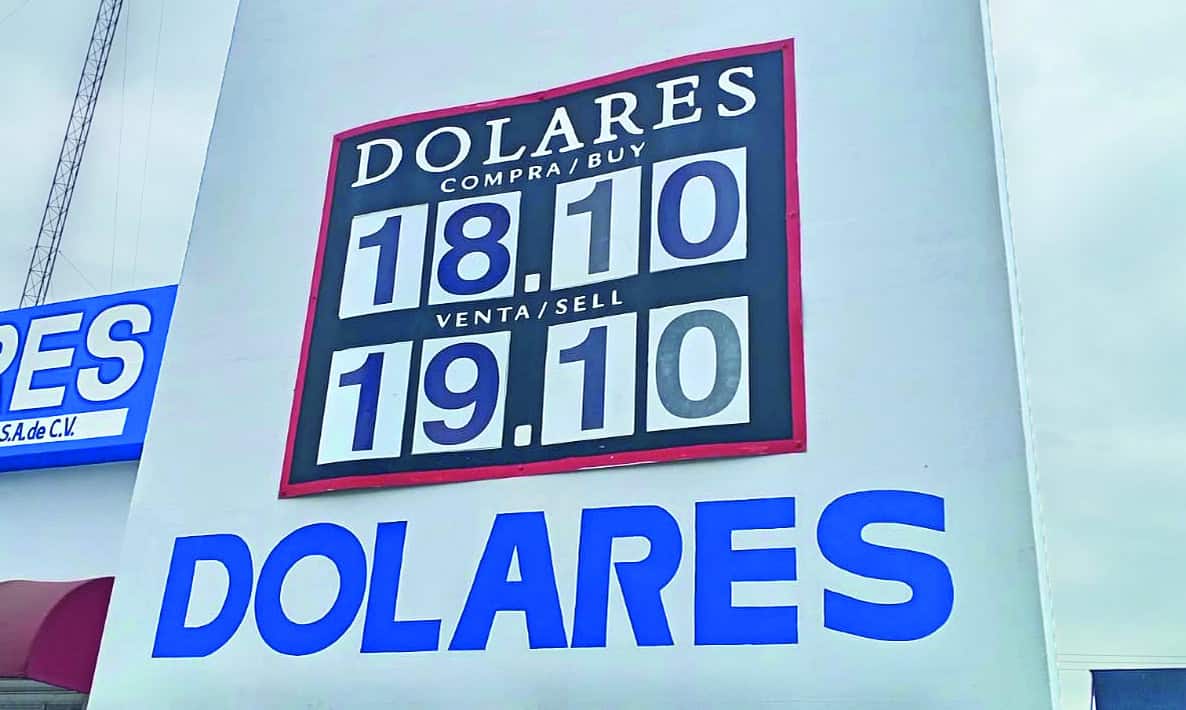 DOLARES
COMPRA/BUY
18.10
VENTA/SELL
19.10
RES
S.A. de C.V.
DOLARES